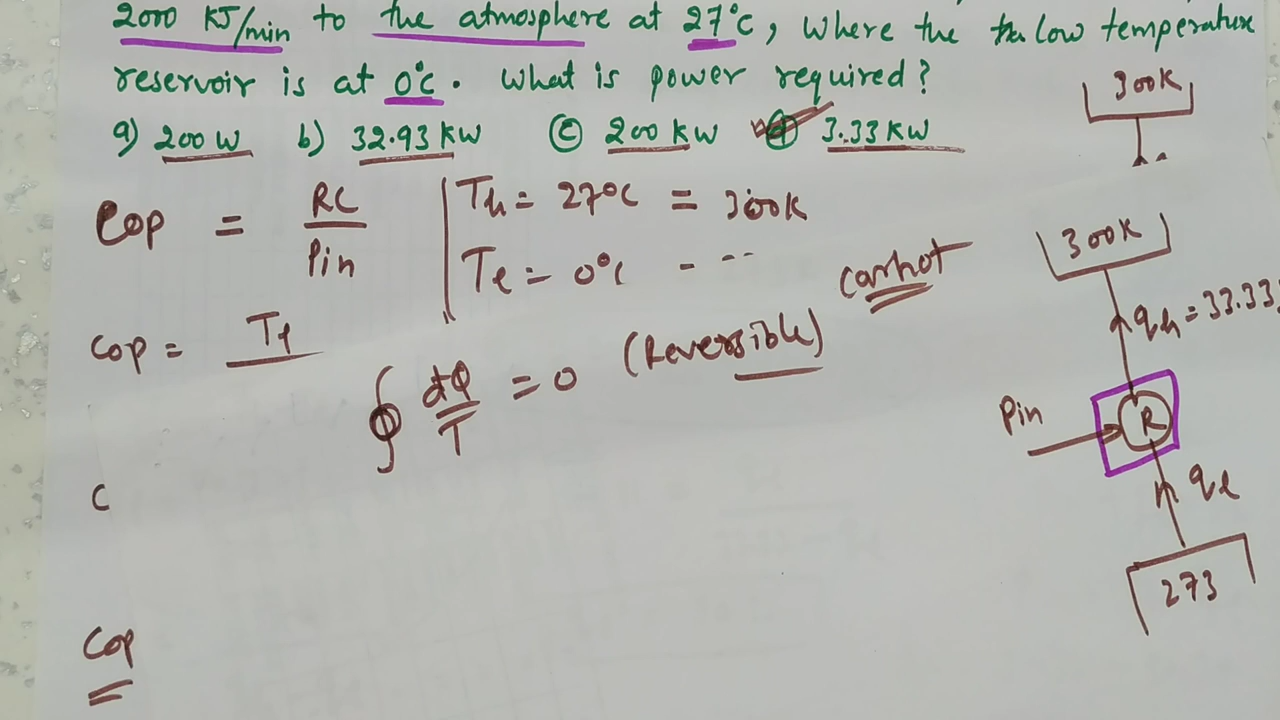 2000 KJ/min to the atmosphere at 27°C, where the the low temperature
reservoir is at 0°C. What is power required?
a) 200 W b) 32.93 KW c) 200 KW d) 3.33 KW
300K
Cop = RC / Pin
Th = 27°C = 300K
Tl = 0°C - --
Carnot
300K
qh = 33.33
Cop = Tl
∮ dQ/T = 0 (Reversible)
Pin
R
ql
C
273
Cop